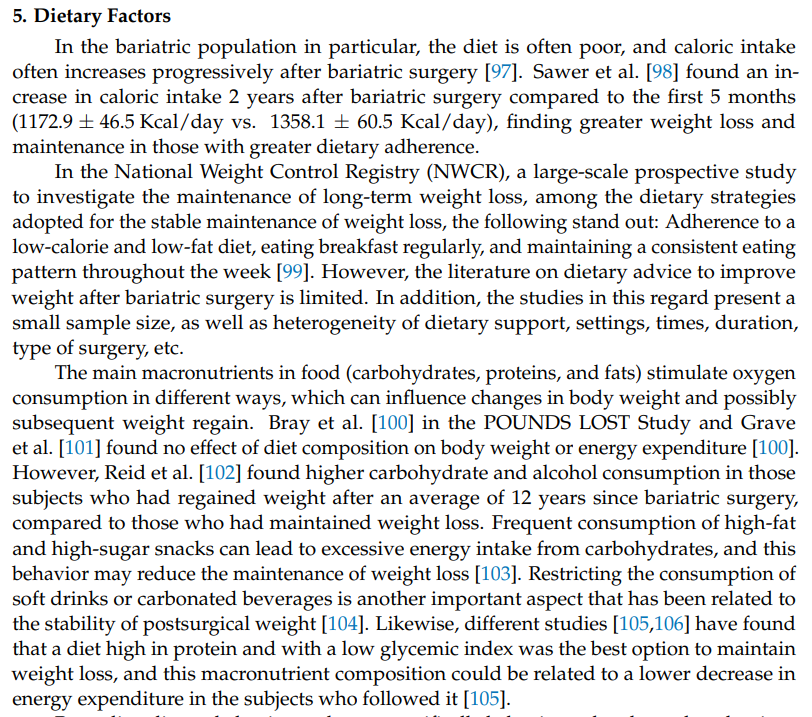 5. Dietary Factors
In the bariatric population in particular, the diet is often poor, and caloric intake
often increases progressively after bariatric surgery [97]. Sawer et al. [98] found an in-
crease in caloric intake 2 years after bariatric surgery compared to the first 5 months
(1172.9 ± 46.5 Kcal/day vs. 1358.1 ± 60.5 Kcal/day), finding greater weight loss and
maintenance in those with greater dietary adherence.
In the National Weight Control Registry (NWCR), a large-scale prospective study
to investigate the maintenance of long-term weight loss, among the dietary strategies
adopted for the stable maintenance of weight loss, the following stand out: Adherence to a
low-calorie and low-fat diet, eating breakfast regularly, and maintaining a consistent eating
pattern throughout the week [99]. However, the literature on dietary advice to improve
weight after bariatric surgery is limited. In addition, the studies in this regard present a
small sample size, as well as heterogeneity of dietary support, settings, times, duration,
type of surgery, etc.
The main macronutrients in food (carbohydrates, proteins, and fats) stimulate oxygen
consumption in different ways, which can influence changes in body weight and possibly
subsequent weight regain. Bray et al. [100] in the POUNDS LOST Study and Grave
et al. [101] found no effect of diet composition on body weight or energy expenditure [100].
However, Reid et al. [102] found higher carbohydrate and alcohol consumption in those
subjects who had regained weight after an average of 12 years since bariatric surgery,
compared to those who had maintained weight loss. Frequent consumption of high-fat
and high-sugar snacks can lead to excessive energy intake from carbohydrates, and this
behavior may reduce the maintenance of weight loss [103]. Restricting the consumption of
soft drinks or carbonated beverages is another important aspect that has been related to
the stability of postsurgical weight [104]. Likewise, different studies [105,106] have found
that a diet high in protein and with a low glycemic index was the best option to maintain
weight loss, and this macronutrient composition could be related to a lower decrease in
energy expenditure in the subjects who followed it [105].